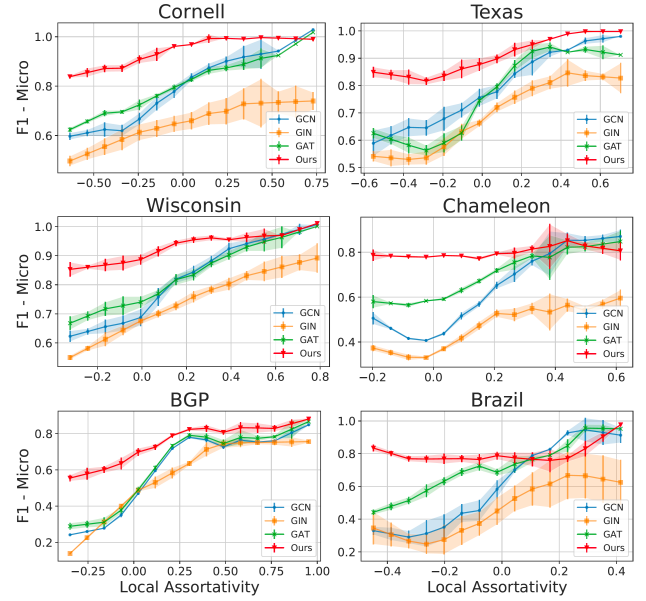 Cornell
Texas
F1 - Micro
1.0
0.8
0.6
−0.50 −0.25 0.00 0.25 0.50 0.75
GCN
GIN
GAT
Ours
1.0
0.9
0.8
0.7
0.6
0.5
−0.6 −0.4 −0.2 0.0 0.2 0.4 0.6
GCN
GIN
GAT
Ours
Wisconsin
Chameleon
F1 - Micro
1.0
0.9
0.8
0.7
0.6
−0.2 0.0 0.2 0.4 0.6 0.8
GCN
GIN
GAT
Ours
0.8
0.6
0.4
−0.2 0.0 0.2 0.4 0.6
GCN
GIN
GAT
Ours
BGP
Brazil
F1 - Micro
0.8
0.6
0.4
0.2
−0.25 0.00 0.25 0.50 0.75 1.00
GCN
GIN
GAT
Ours
Local Assortativity
1.0
0.8
0.6
0.4
0.2
−0.4 −0.2 0.0 0.2 0.4
GCN
GIN
GAT
Ours
Local Assortativity